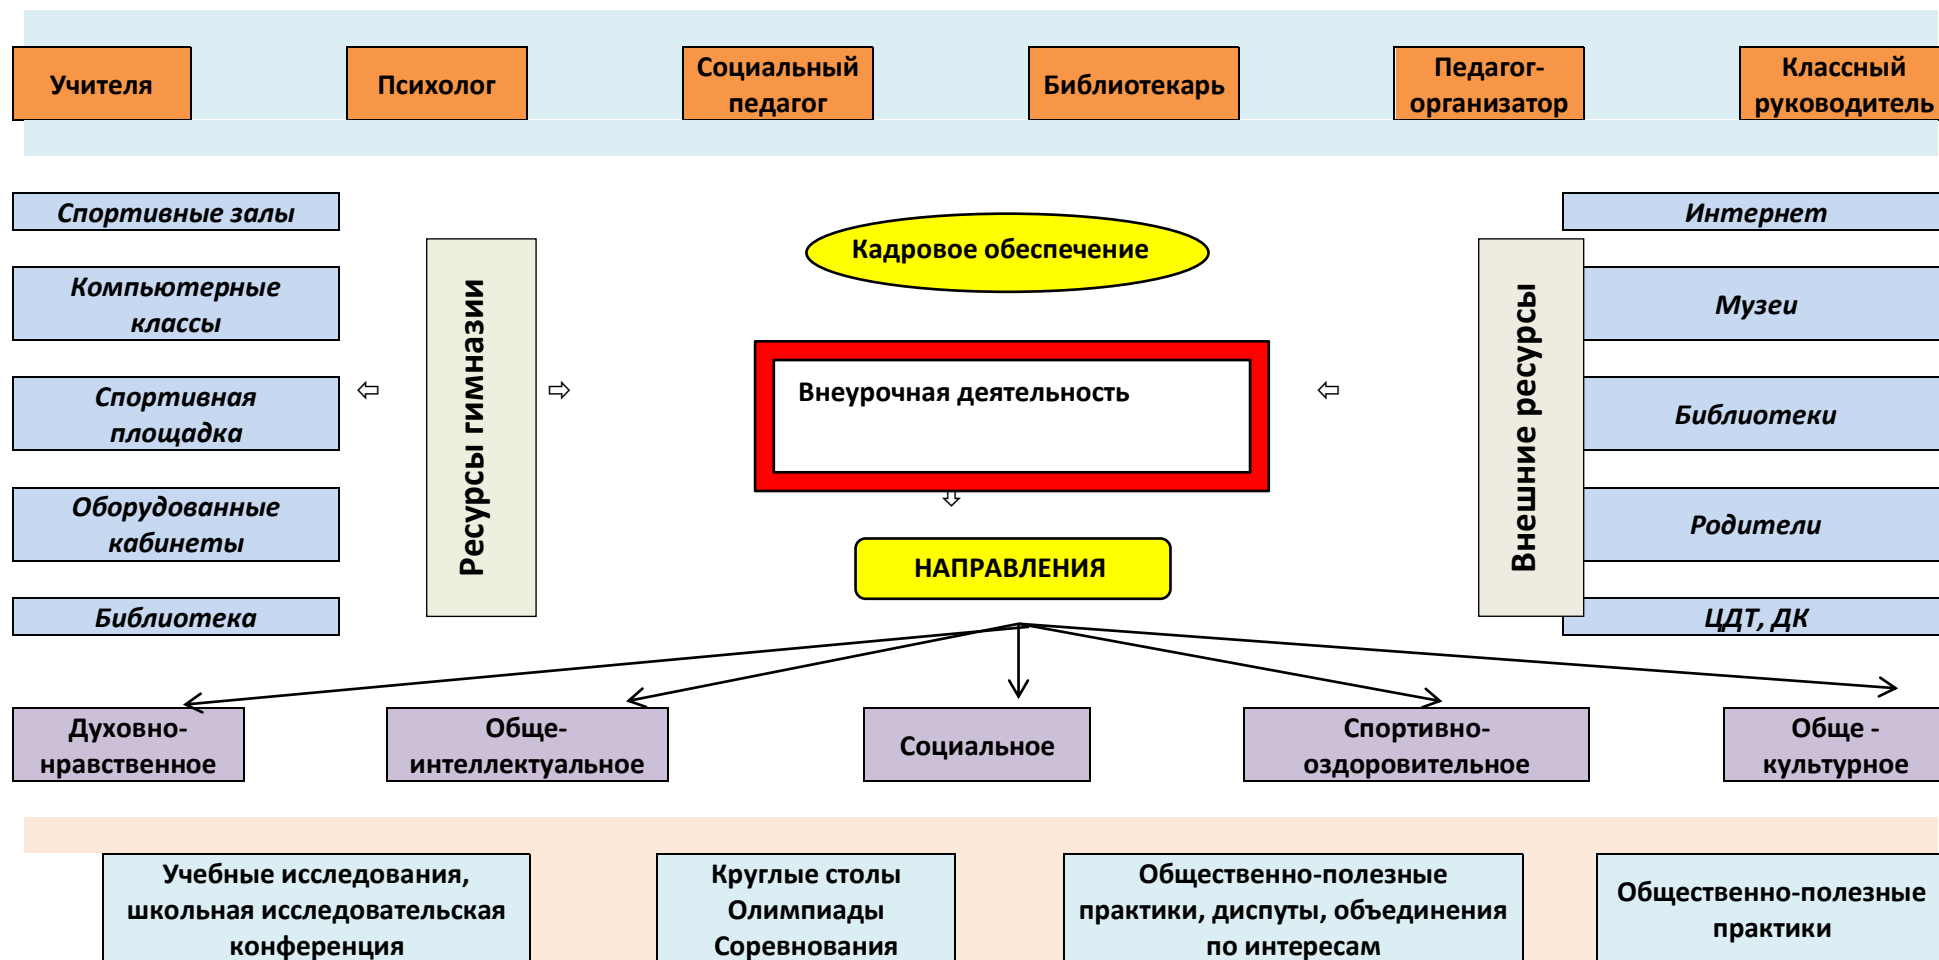 Учителя
Психолог
Социальный
педагог
Библиотекарь
Педагог-
организатор
Классный
руководитель
Спортивные залы
Компьютерные
классы
Спортивная
площадка
Оборудованные
кабинеты
Библиотека
Ресурсы гимназии
Кадровое обеспечение
Внеурочная деятельность
НАПРАВЛЕНИЯ
Внешние ресурсы
Интернет
Музеи
Библиотеки
Родители
ЦДТ, ДК
Духовно-
нравственное
Обще-
интеллектуальное
Социальное
Спортивно-
оздоровительное
Обще -
культурное
Учебные исследования,
школьная исследовательская
конференция
Круглые столы
Олимпиады
Соревнования
Общественно-полезные
практики, диспуты, объединения
по интересам
Общественно-полезные
практики